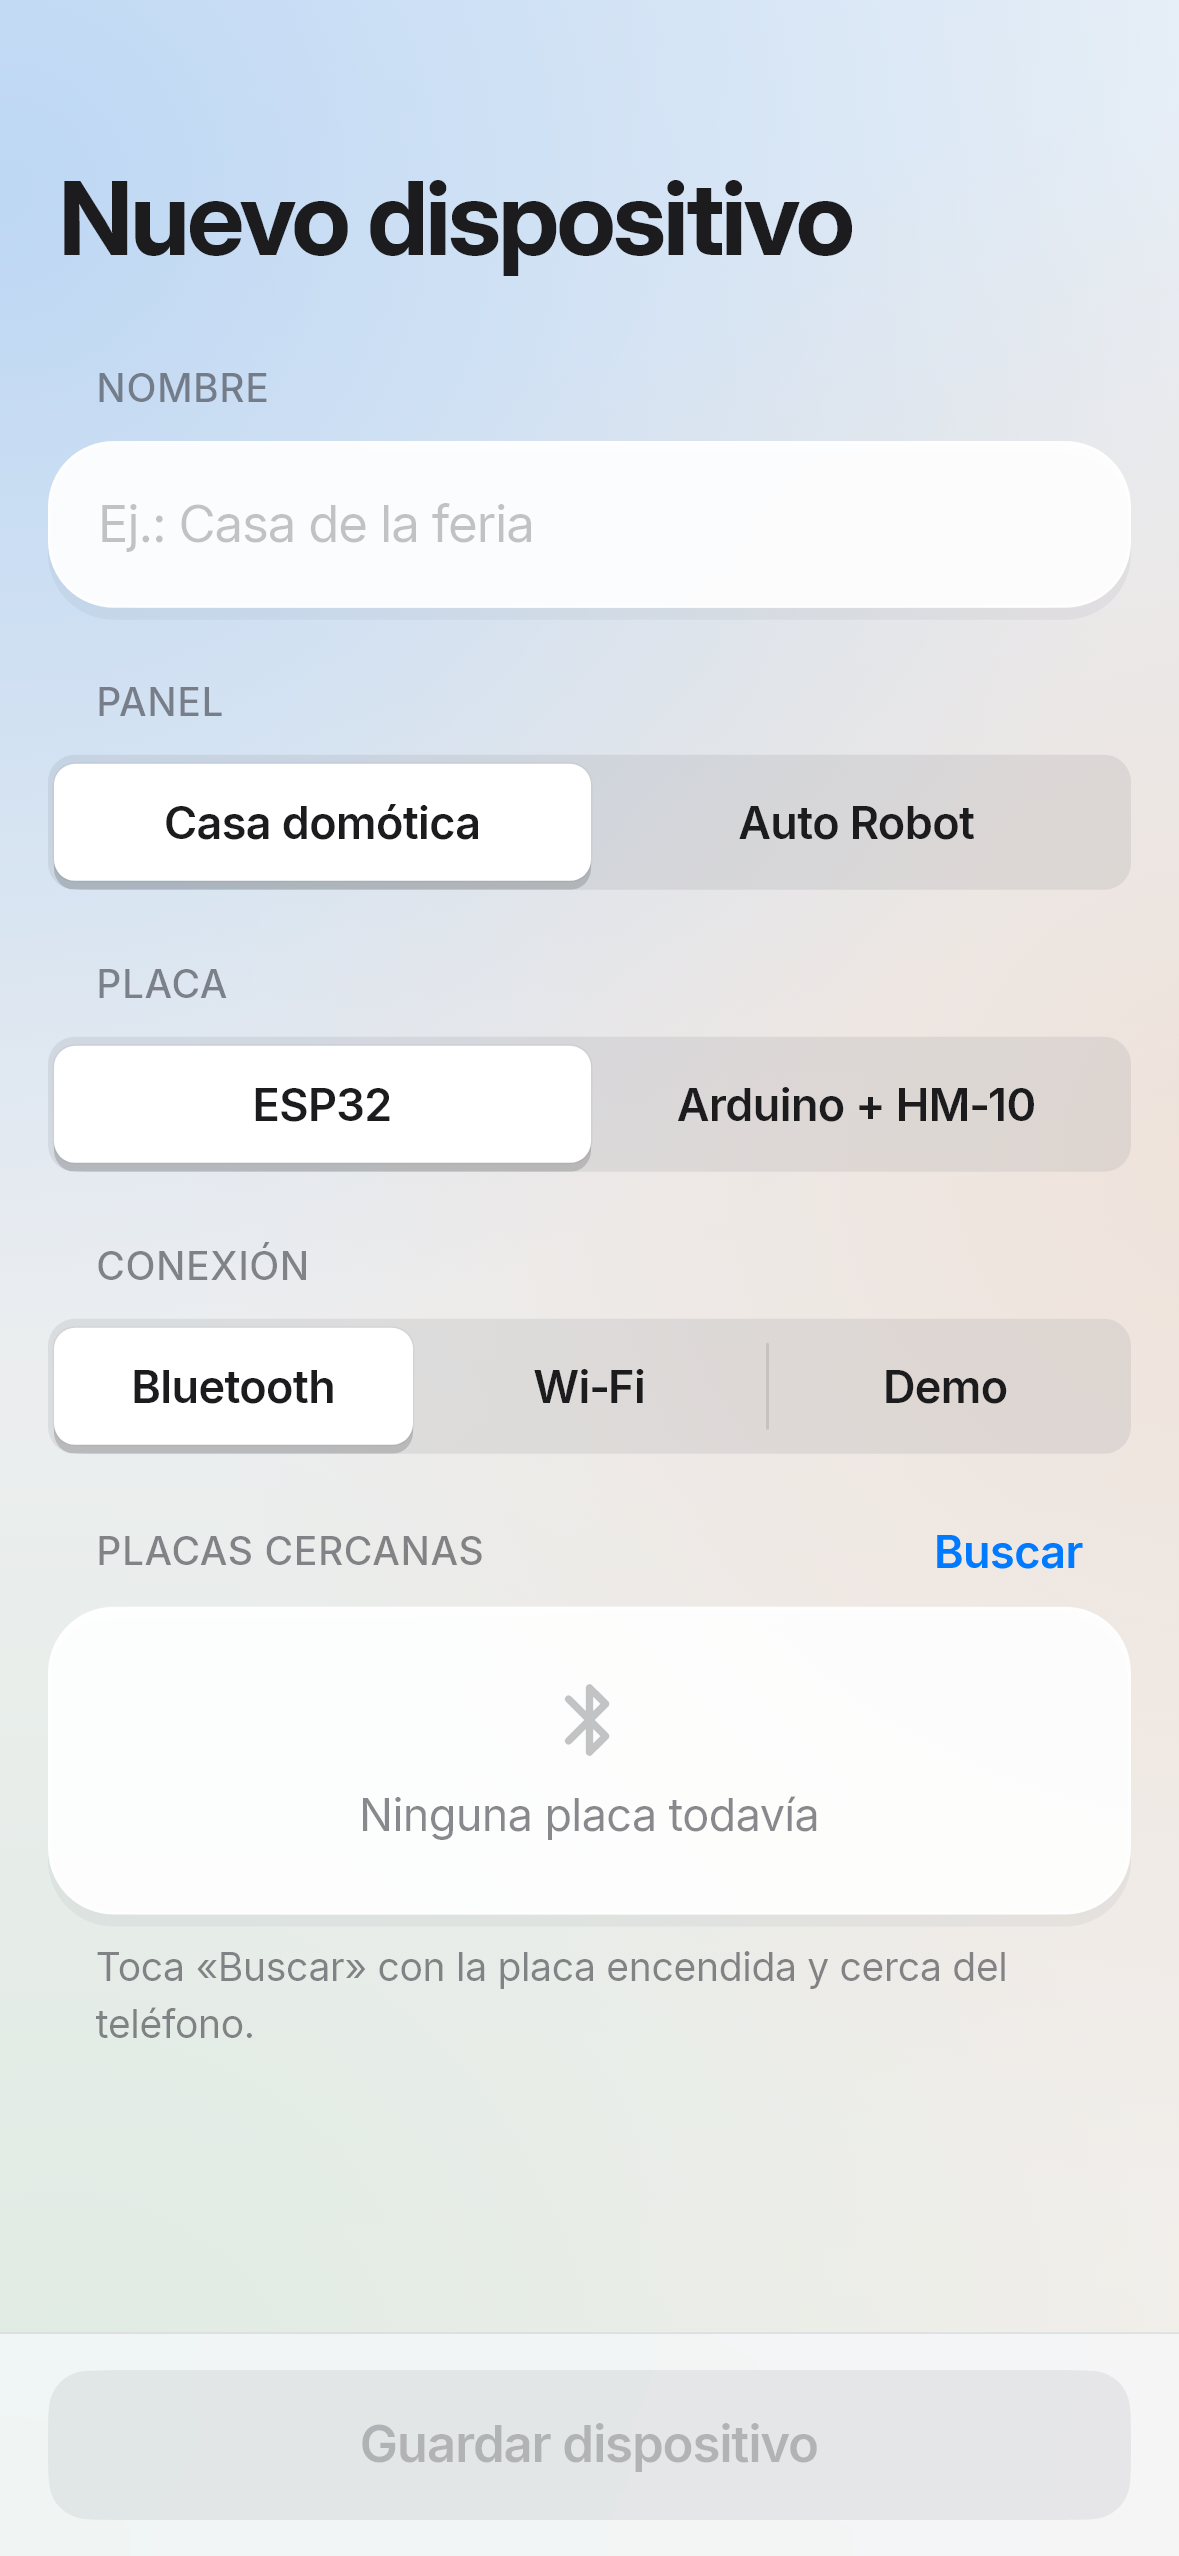 Nuevo dispositivo
NOMBRE
Ej.: Casa de la feria
PANEL
Casa domótica
Auto Robot
PLACA
ESP32
Arduino + HM-10
CONEXIÓN
Bluetooth
Wi-Fi
Demo
PLACAS CERCANAS
Buscar
Ninguna placa todavía
Toca «Buscar» con la placa encendida y cerca del
teléfono.
Guardar dispositivo